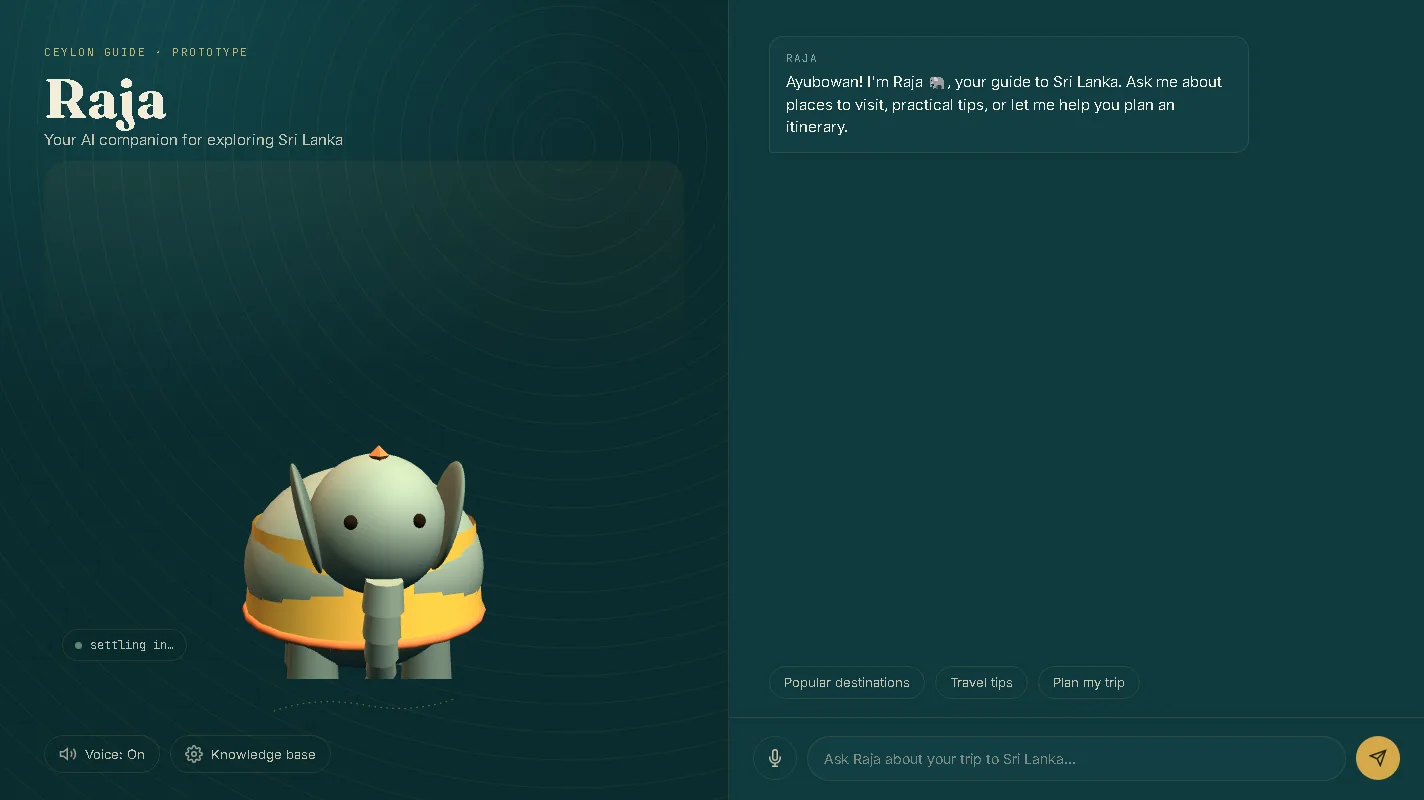 CEYLON GUIDE · PROTOTYPE
Raja
Your AI companion for exploring Sri Lanka
settling in…
Voice: On
Knowledge base
RAJA
Ayubowan! I'm Raja 🐘, your guide to Sri Lanka. Ask me about
places to visit, practical tips, or let me help you plan an
itinerary.
Popular destinations
Travel tips
Plan my trip
Ask Raja about your trip to Sri Lanka...